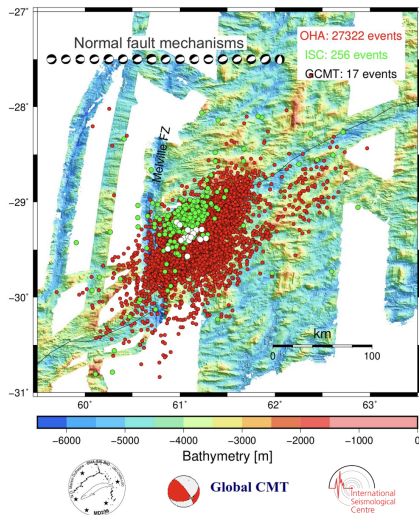 OHA: 27322 events
Normal fault mechanisms
ISC: 256 events
GCMT: 17 events
-27°
-28°
-29°
-30°
-31°
Melville FZ
km
0
100
60°
61°
62°
63°
-6000
-5000
-4000
-3000
-2000
-1000
0
Bathymetry [m]
MD236
Global CMT
International
Seismological
Centre